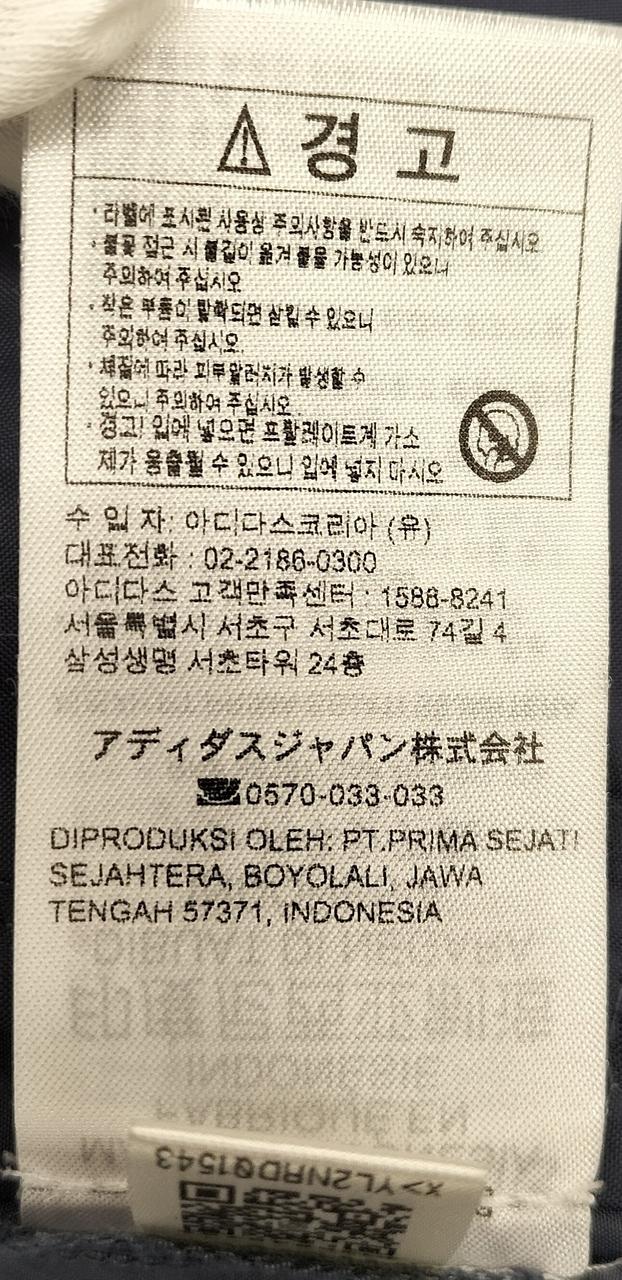 경 고
· 라벨에 표시된 사용상 주의사항을 반드시 숙지하여 주십시오
· 불꽃 접근 시 불길이 옮겨 붙을 가능성이 있으니
주의하여 주십시오
· 작은 부품이 탈락되면 삼킬 수 있으니
주의하여 주십시오.
· 체질에 따라 피부알러지가 발생할 수
있으니 주의하여 주십시오.
· 경고! 입에 넣으면 프탈레이트계 가소
제가 용출될 수 있으니 입에 넣지 마시오
수 입 자: 아디다스코리아 (유)
대표전화 : 02-2186-0300
아디다스 고객만족센터 : 1588-8241
서울특별시 서초구 서초대로 74길 4
삼성생명 서초타워 24층
アディダスジャパン株式会社
☎0570-033-033
DIPRODUKSI OLEH: PT.PRIMA SEJATI
SEJAHTERA, BOYOLALI, JAWA
TENGAH 57371, INDONESIA
x>YL2NRD01543